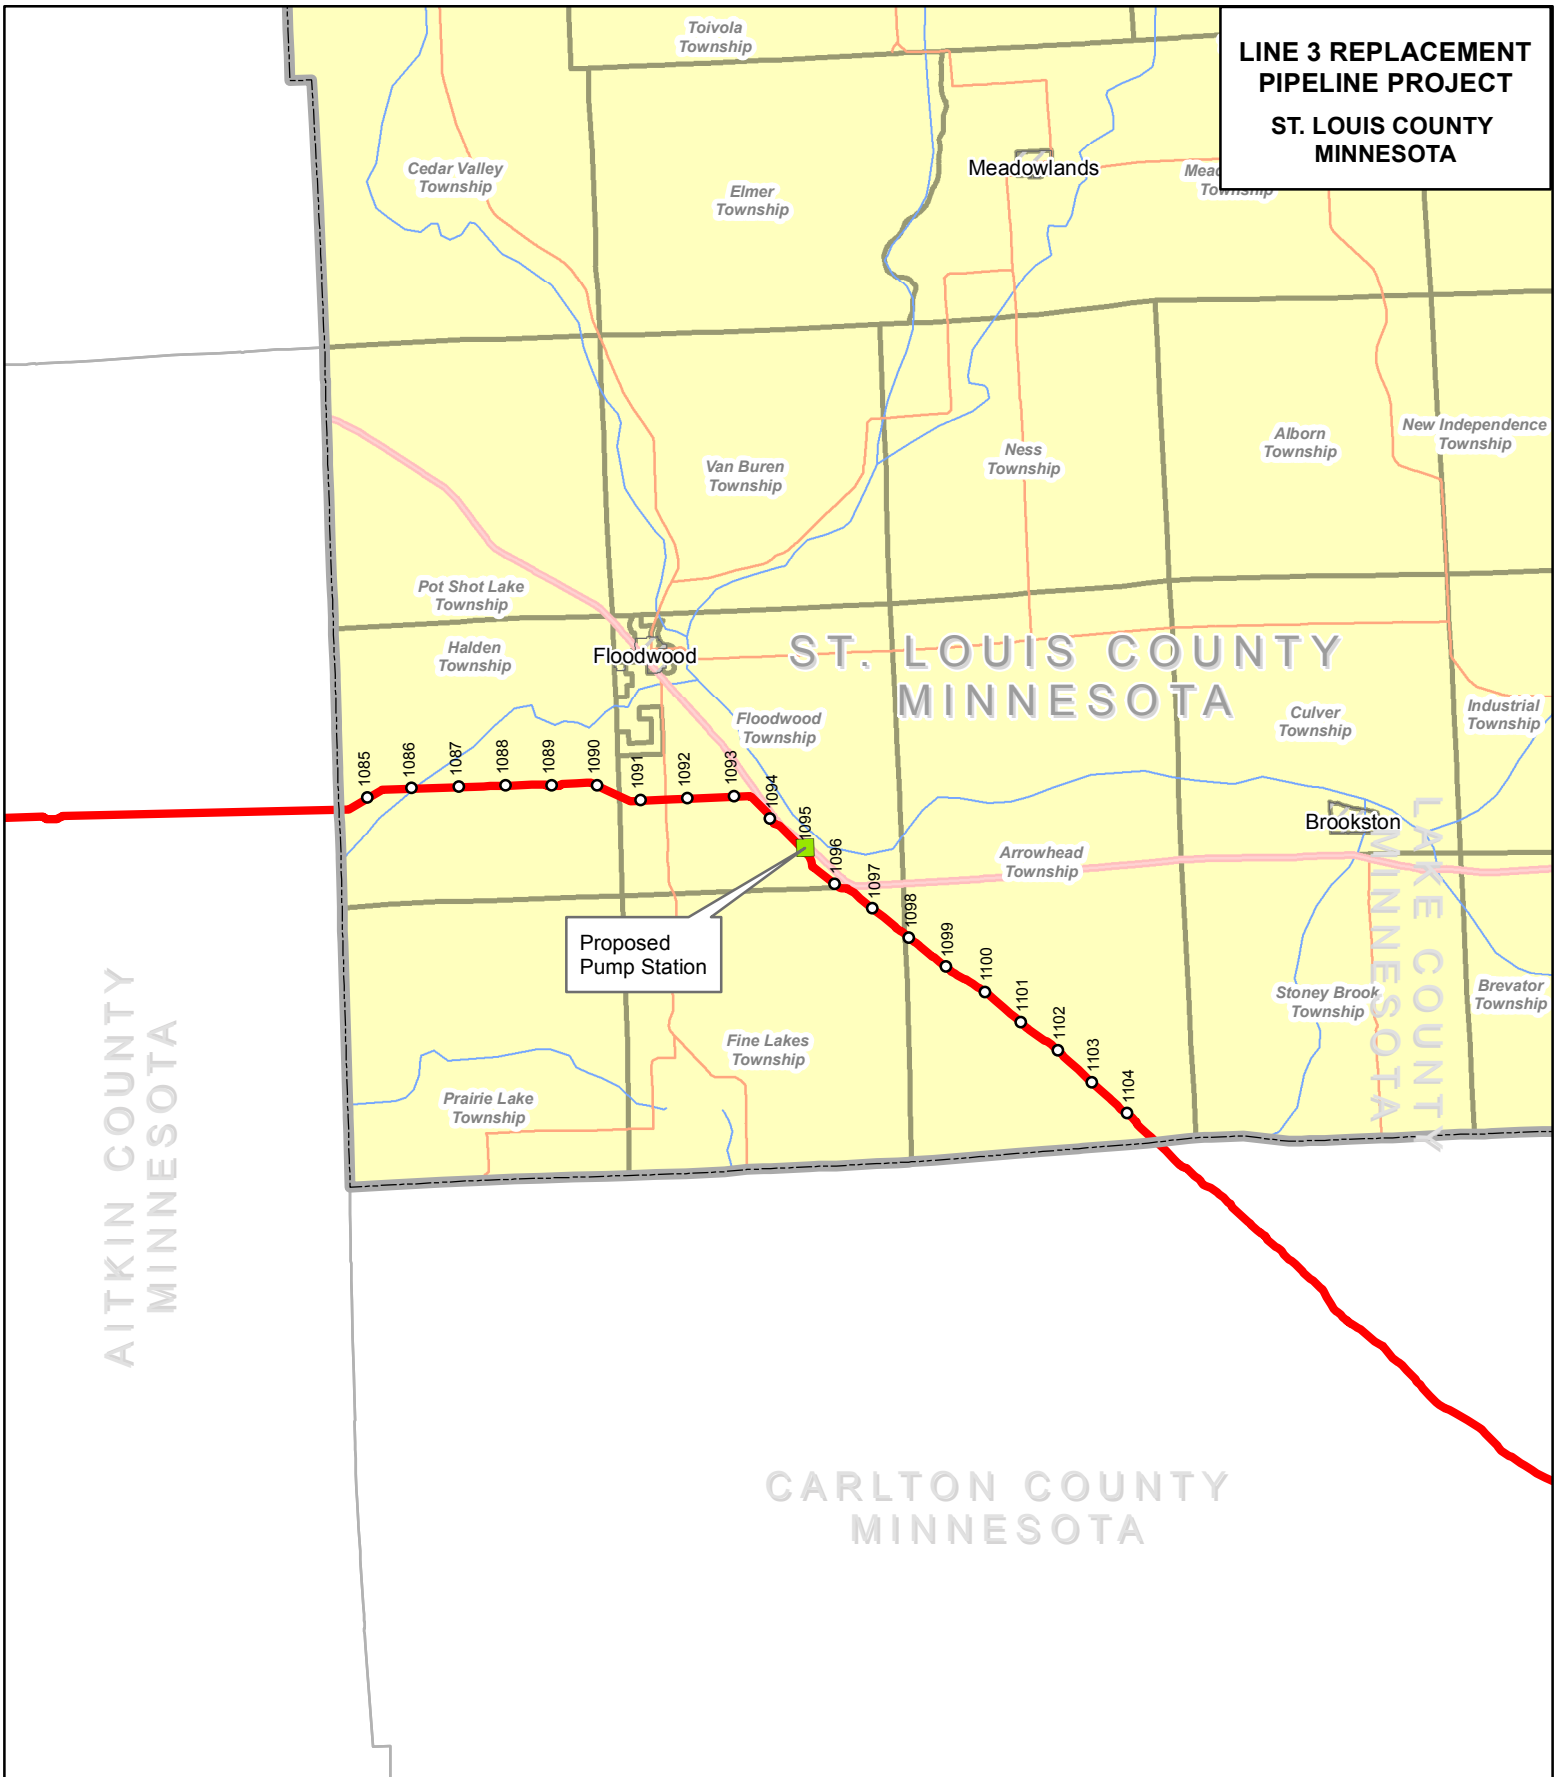 LINE 3 REPLACEMENT
PIPELINE PROJECT
ST. LOUIS COUNTY
MINNESOTA
Toivola
Township
Cedar Valley
Township
Elmer
Township
Meadowlands
Township
Van Buren
Township
Ness
Township
Alborn
Township
New Independence
Township
Pot Shot Lake
Township
Halden
Township
Floodwood
ST. LOUIS COUNTY
MINNESOTA
Floodwood
Township
Culver
Township
Industrial
Township
1085
1086
1087
1088
1089
1090
1091
1092
1093
1094
1095
1096
1097
1098
1099
1100
1101
1102
1103
1104
Brookston
Arrowhead
Township
LAKE COUNTY
MINNESOTA
Proposed
Pump Station
Stoney Brook
Township
Brevator
Township
Fine Lakes
Township
Prairie Lake
Township
AITKIN COUNTY
MINNESOTA
CARLTON COUNTY
MINNESOTA